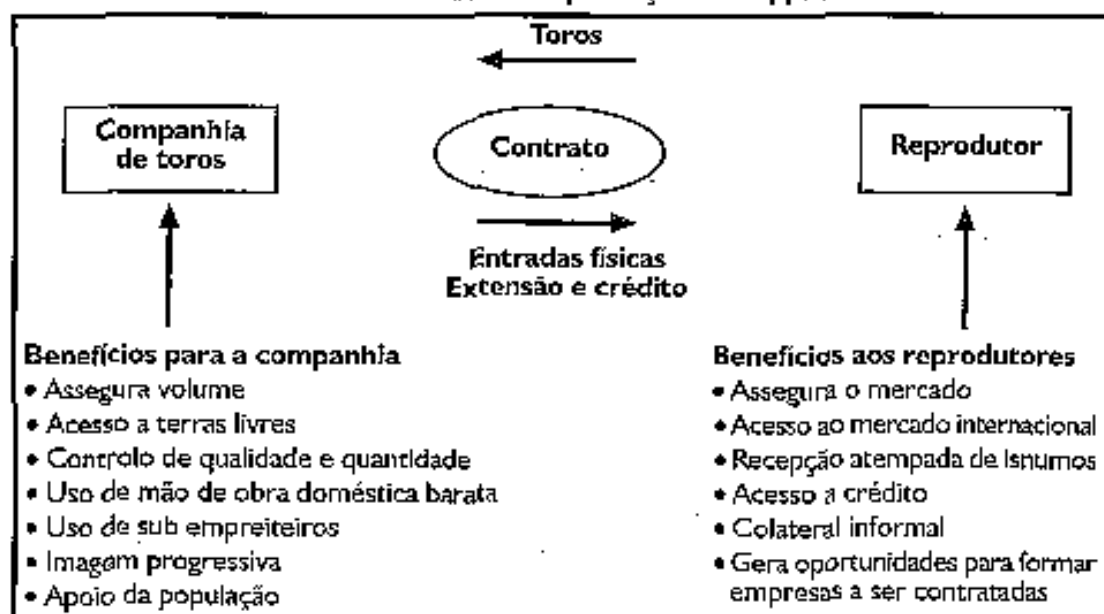 Toros
Companhia
de toros
Contrato
Reprodutor
Entradas físicas
Extensão e crédito
Benefícios para a companhia
• Assegura volume
• Acesso a terras livres
• Controlo de qualidade e quantidade
• Uso de mão de obra doméstica barata
• Uso de sub empreiteiros
• Imagem progressiva
• Apoio da população
Benefícios aos reprodutores
• Assegura o mercado
• Acesso ao mercado internacional
• Recepção atempada de isnumos
• Acesso a crédito
• Colateral informal
• Gera oportunidades para formar
empresas a ser contratadas